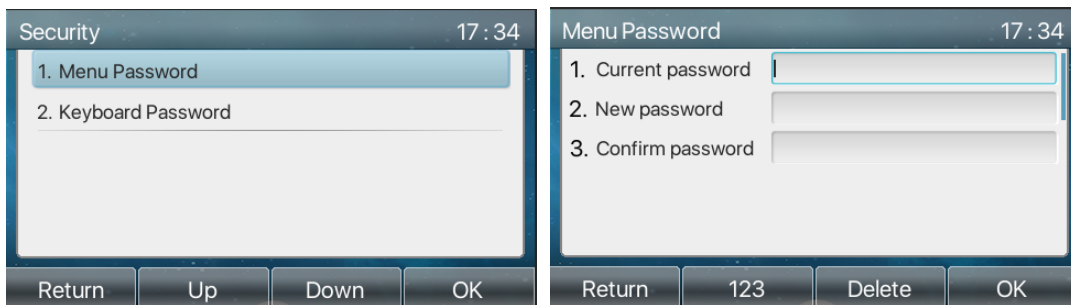 Security 17 : 34
1. Menu Password
2. Keyboard Password
Return Up Down OK
Menu Password 17 : 34
1. Current password
2. New password
3. Confirm password
Return 123 Delete OK